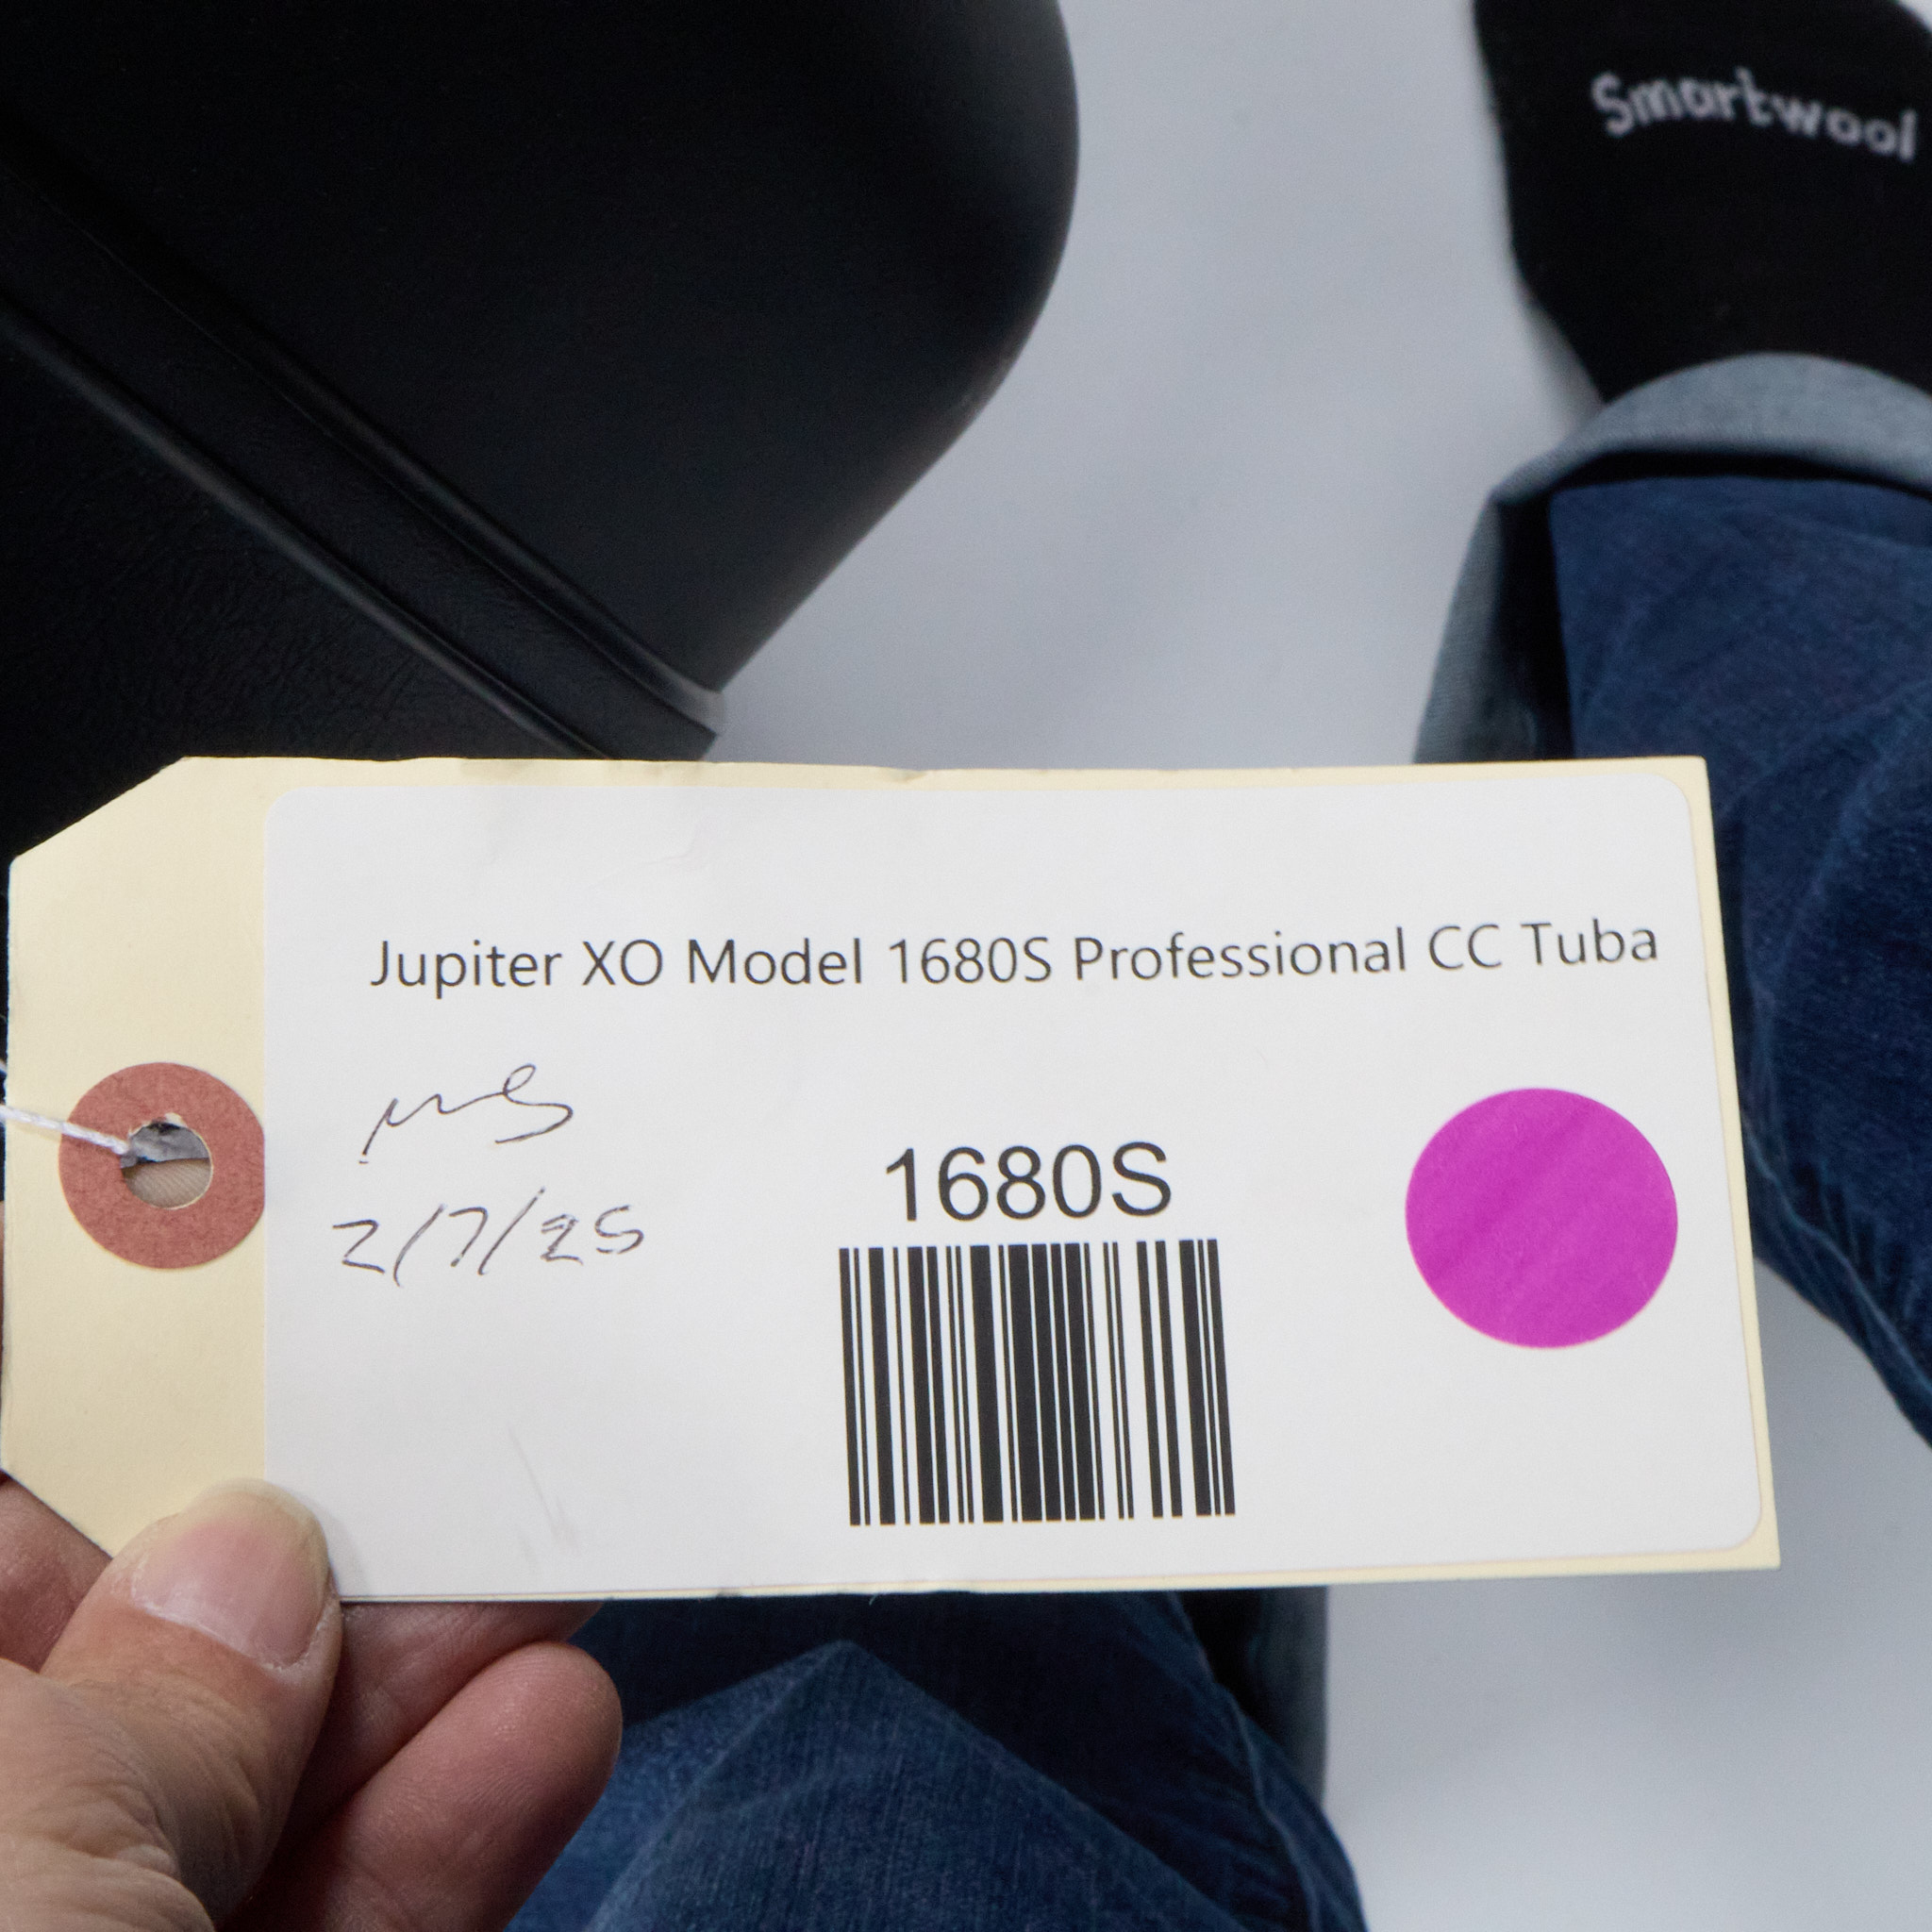 Smartwool
Jupiter XO Model 1680S Professional CC Tuba
2/7/25
1680S